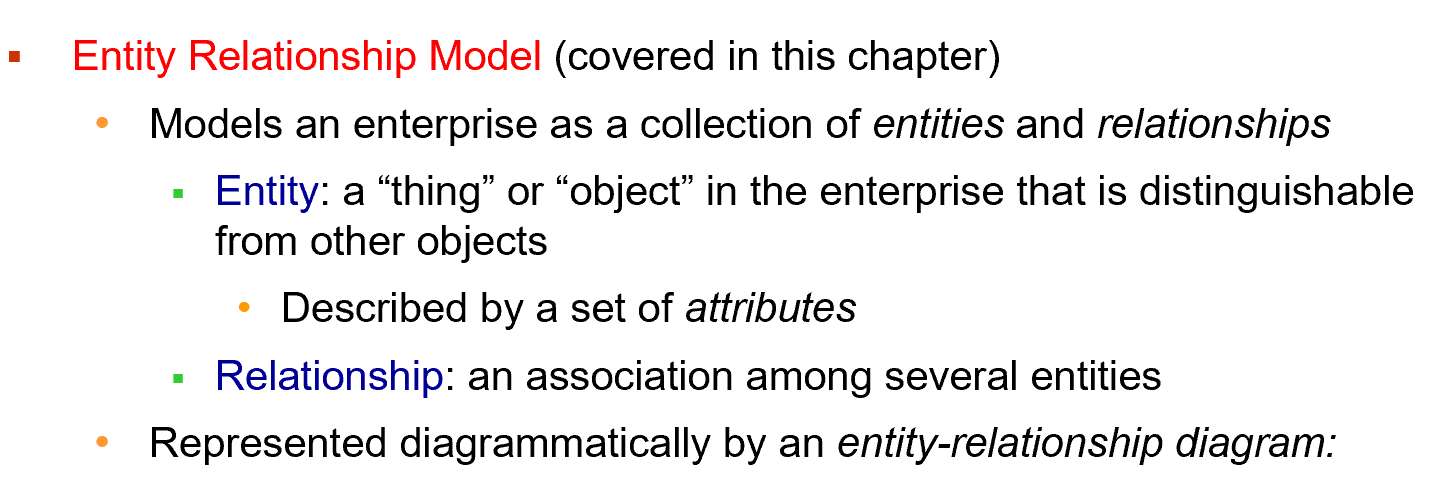 ▪ Entity Relationship Model (covered in this chapter)
• Models an enterprise as a collection of entities and relationships
▪ Entity: a “thing” or “object” in the enterprise that is distinguishable
from other objects
• Described by a set of attributes
▪ Relationship: an association among several entities
• Represented diagrammatically by an entity-relationship diagram: